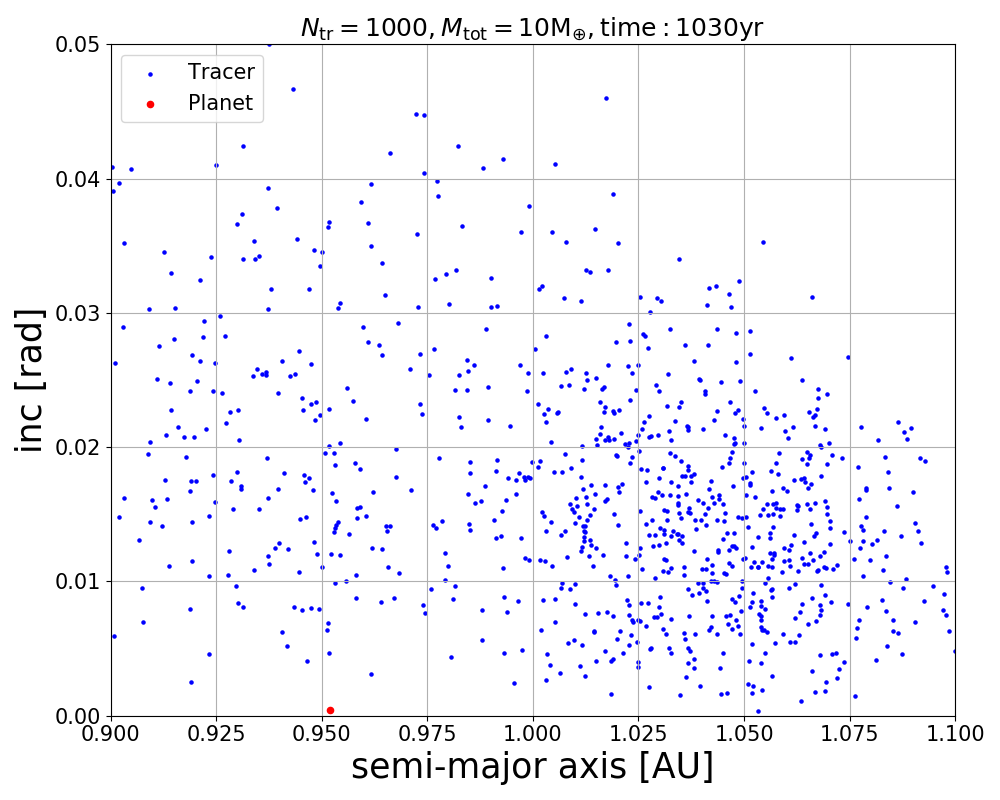 N_tr = 1000, M_tot = 10M_⊕, time : 1030yr
Tracer
Planet
0.05
0.04
0.03
0.02
0.01
0.00
inc [rad]
0.900 0.925 0.950 0.975 1.000 1.025 1.050 1.075 1.100
semi-major axis [AU]